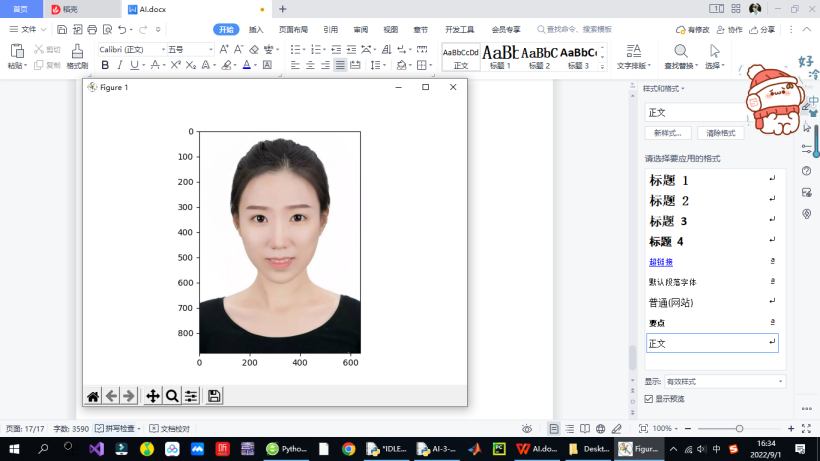 首页
稻壳
AI.docx
文件
开始
插入
页面布局
引用
审阅
视图
章节
开发工具
会员专享
查找命令、搜索模板
有修改
协作
分享
粘贴
剪切
复制
格式刷
Calibri (正文)
五号
B I U
AaBbCcDd
正文
AaBb
标题 1
AaBbC
标题 2
AaBbC
标题 3
文字排版
查找替换
选择
Figure 1
0
100
200
300
400
500
600
700
800
0
200
400
600
样式和格式
正文
新样式...
清除格式
请选择要应用的格式
标题 1
标题 2
标题 3
标题 4
超链接
默认段落字体
普通(网站)
要点
正文
显示:
有效样式
显示预览
好冷
中
页面: 17/17
字数: 3590
拼写检查
文档校对
100%
Pytho...
*IDLE...
AI-3-...
AI.do...
Deskt...
Figur...
中
16:34
2022/9/1